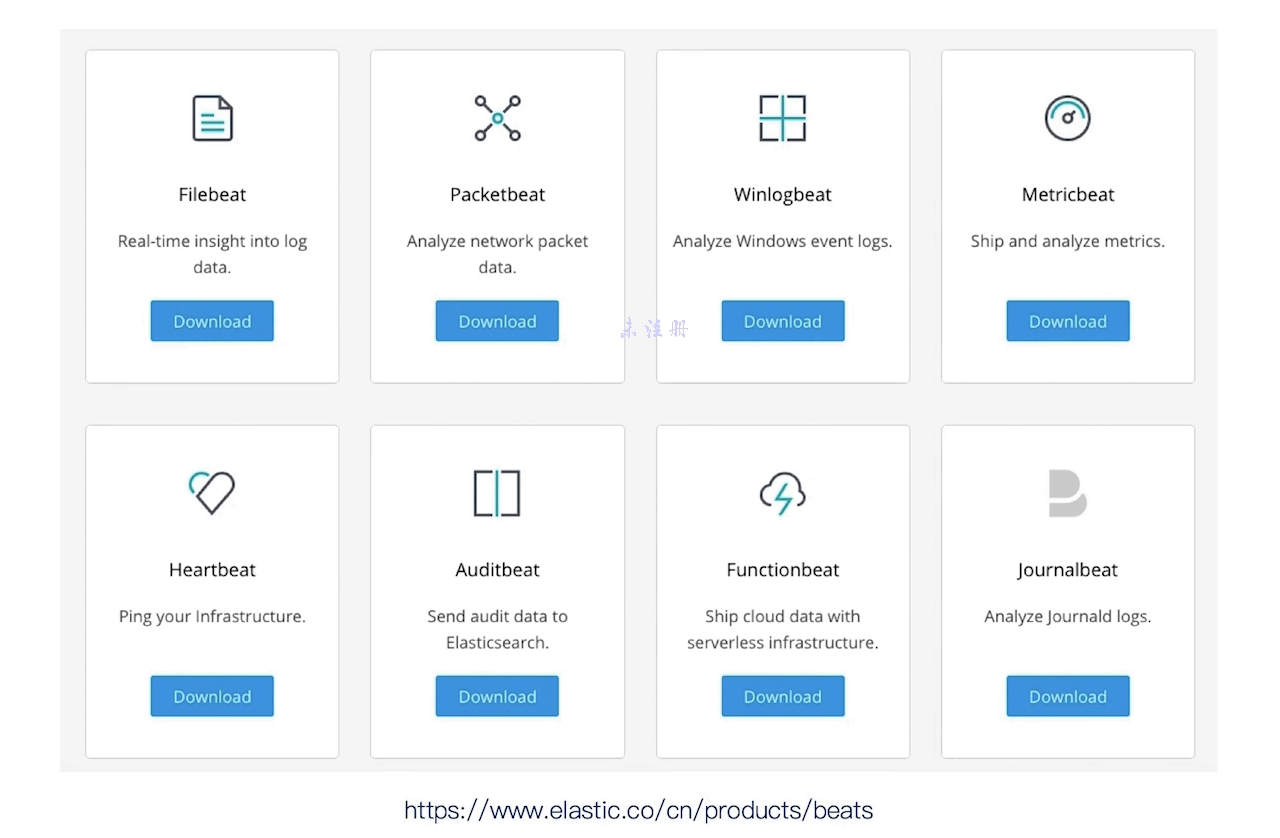 Filebeat
Real-time insight into log
data.
Download
Packetbeat
Analyze network packet
data.
Download
Winlogbeat
Analyze Windows event logs.
Download
Metricbeat
Ship and analyze metrics.
Download
未注册
Heartbeat
Ping your Infrastructure.
Download
Auditbeat
Send audit data to
Elasticsearch.
Download
Functionbeat
Ship cloud data with
serverless infrastructure.
Download
Journalbeat
Analyze Journald logs.
Download
https://www.elastic.co/cn/products/beats